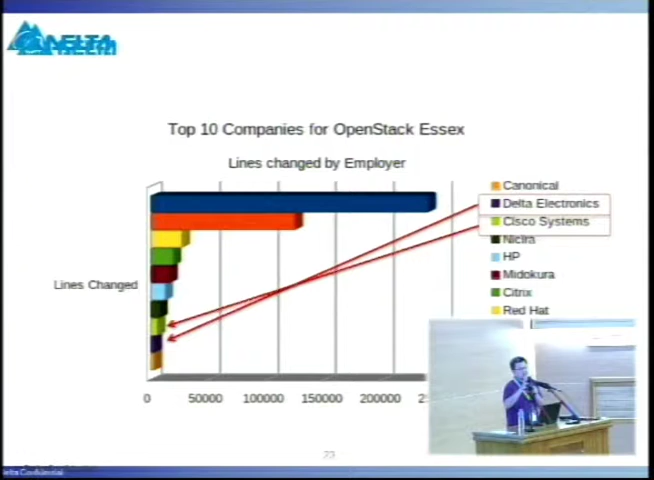 DELTA
Top 10 Companies for OpenStack Essex
Lines changed by Employer
Canonical
Delta Electronics
Cisco Systems
Nicira
HP
Midokura
Citrix
Red Hat
Lines Changed
0 50000 100000 150000 200000
23
Delta Confidential